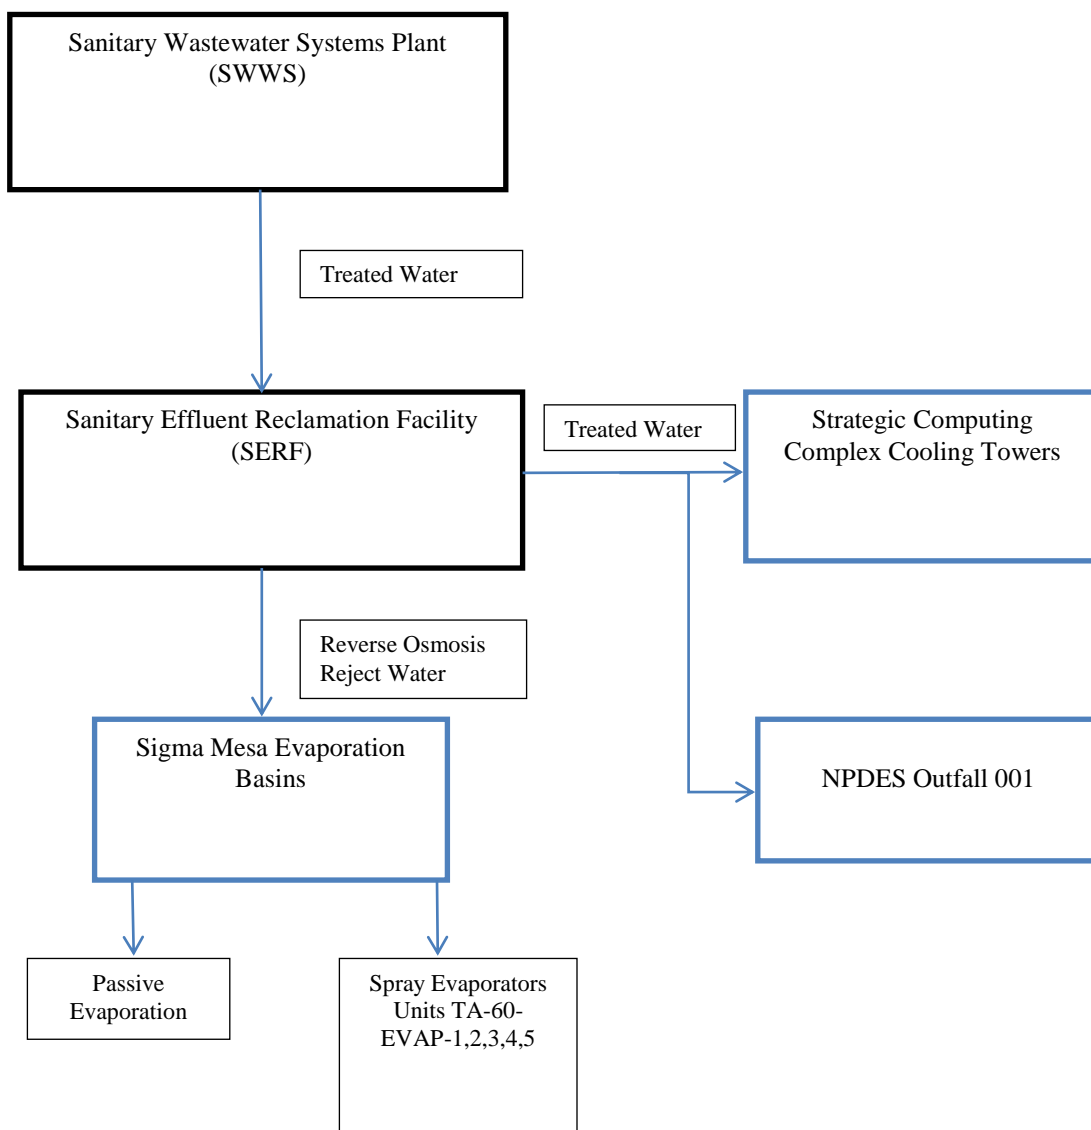 Sanitary Wastewater Systems Plant
(SWWS)
Treated Water
Sanitary Effluent Reclamation Facility
(SERF)
Treated Water
Strategic Computing
Complex Cooling Towers
Reverse Osmosis
Reject Water
Sigma Mesa Evaporation
Basins
NPDES Outfall 001
Passive
Evaporation
Spray Evaporators
Units TA-60-
EVAP-1,2,3,4,5